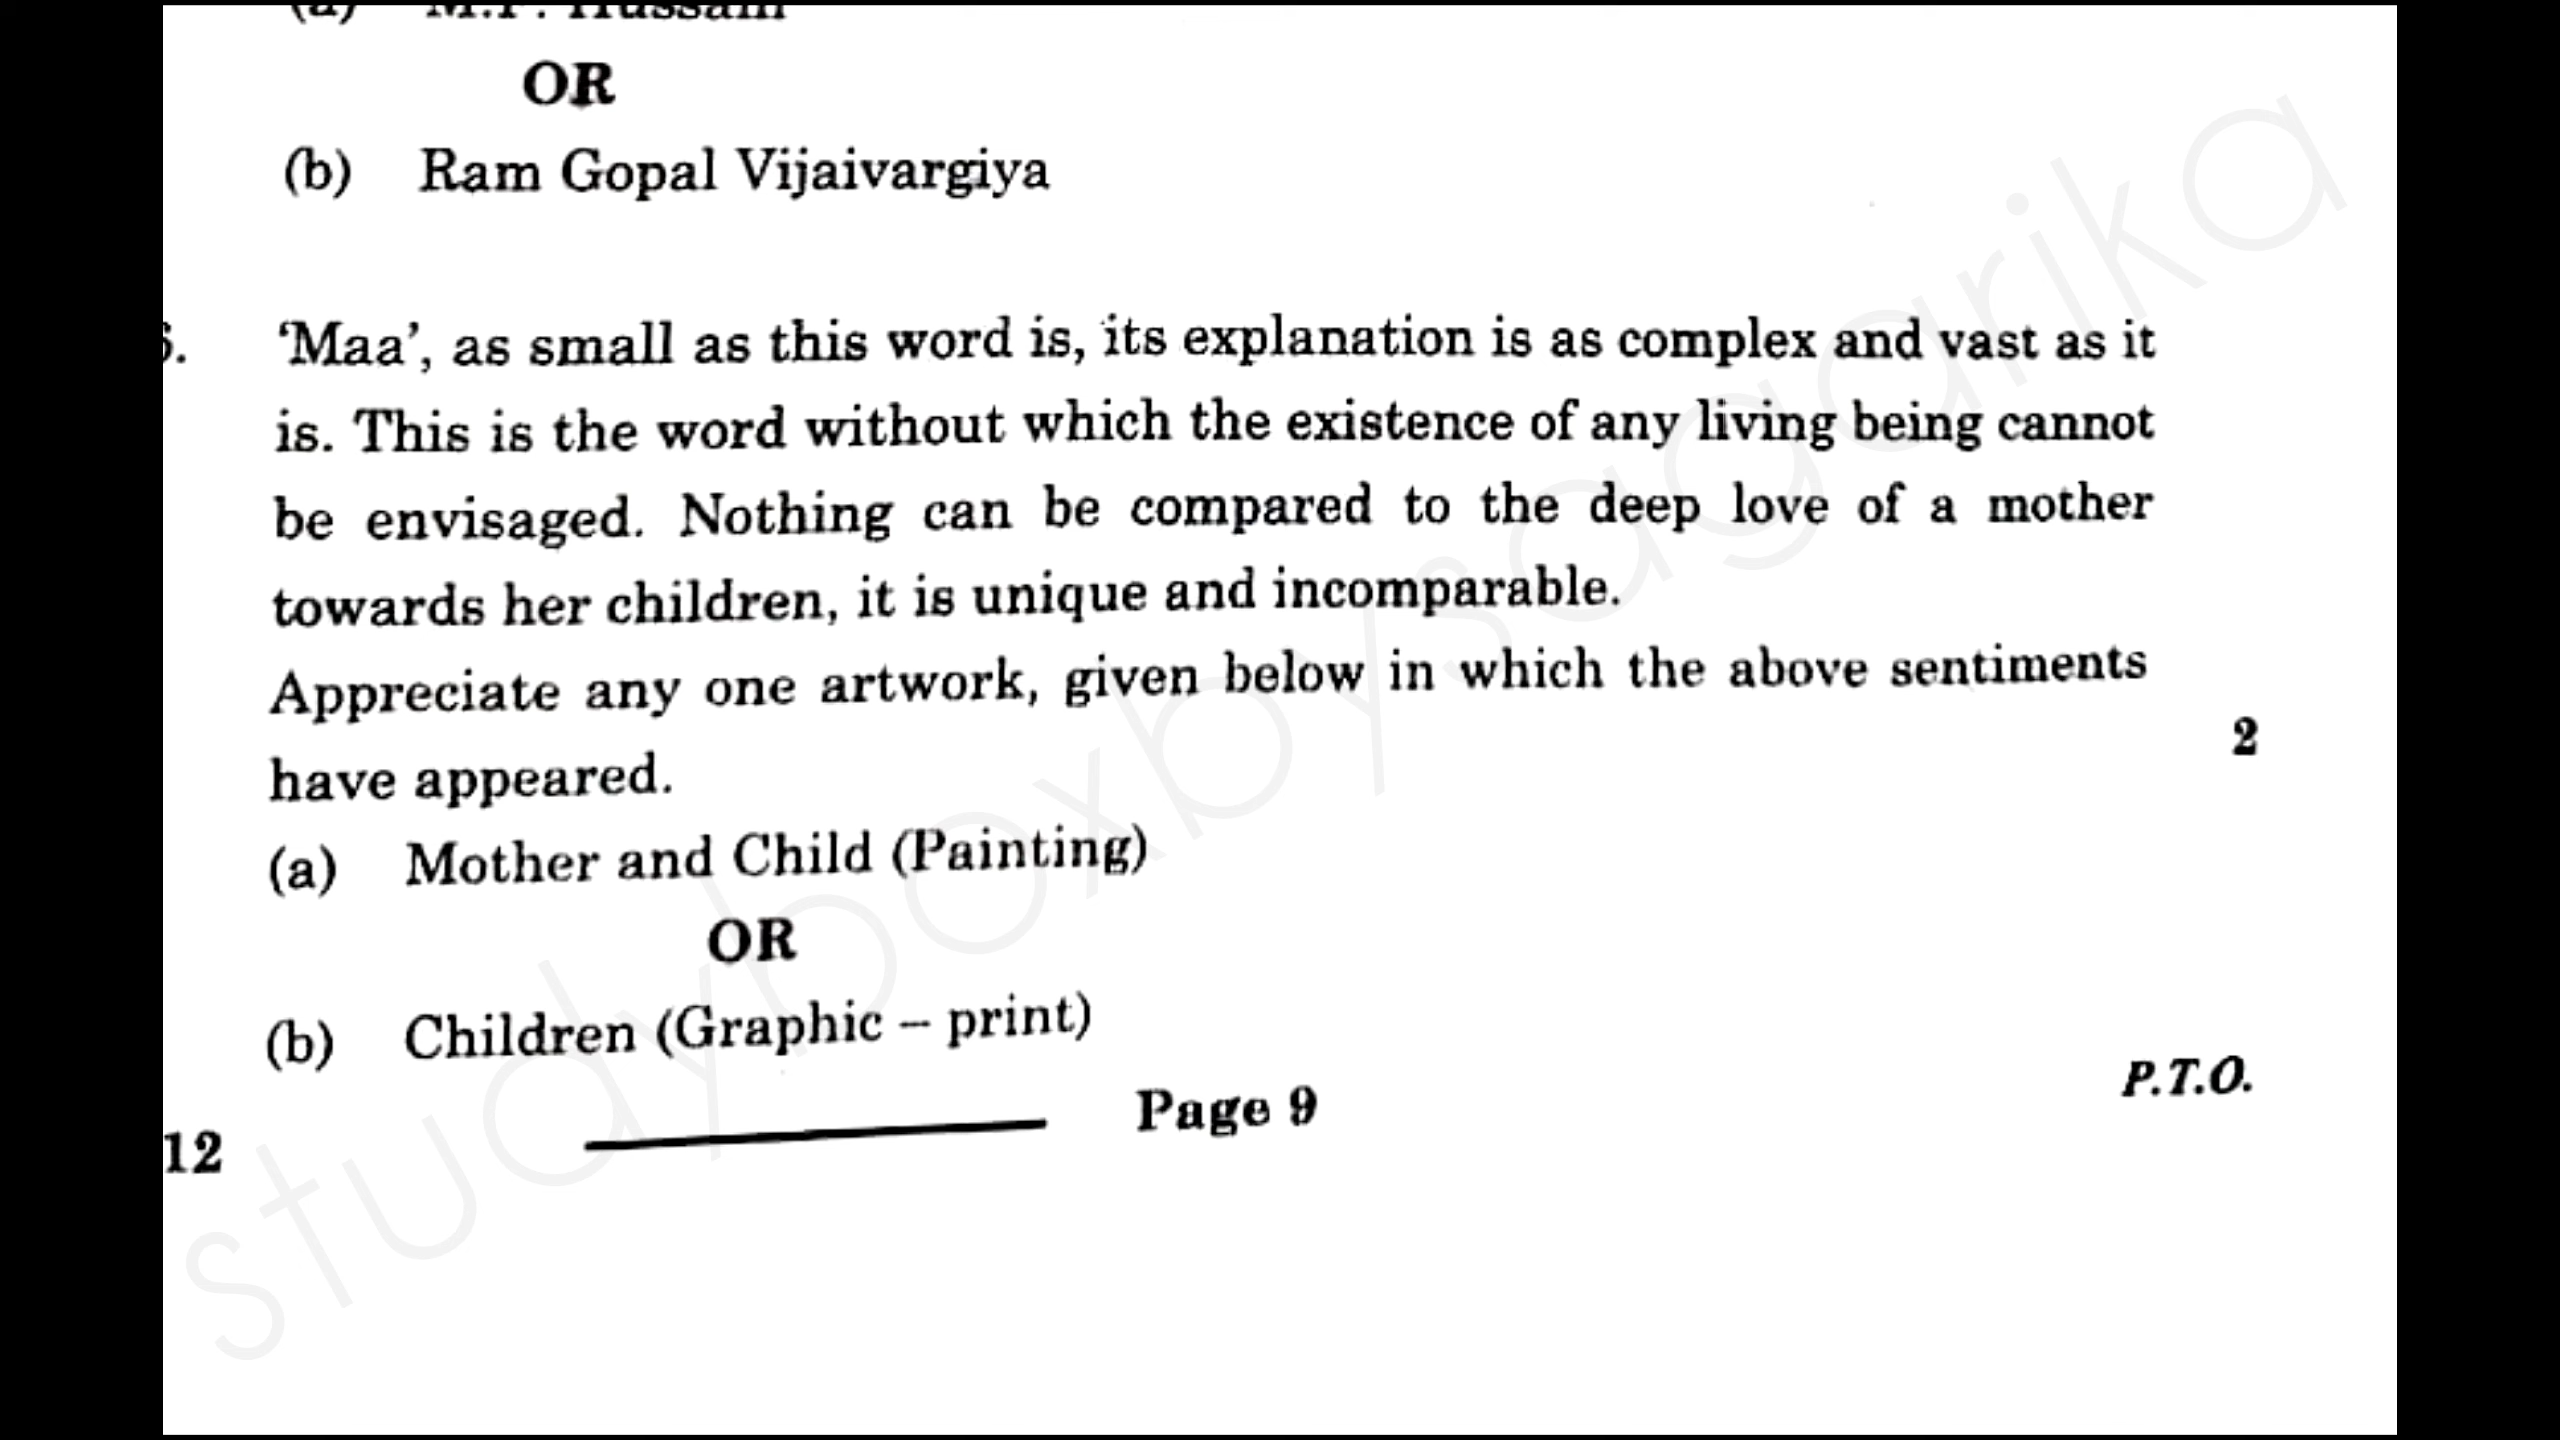 (a) M.F. Hussain
OR
(b) Ram Gopal Vijaivargiya
6. ‘Maa’, as small as this word is, its explanation is as complex and vast as it
is. This is the word without which the existence of any living being cannot
be envisaged. Nothing can be compared to the deep love of a mother
towards her children, it is unique and incomparable.
Appreciate any one artwork, given below in which the above sentiments
have appeared. 2
(a) Mother and Child (Painting)
OR
(b) Children (Graphic – print)
12 Page 9 P.T.O.
studyboxbysagarika